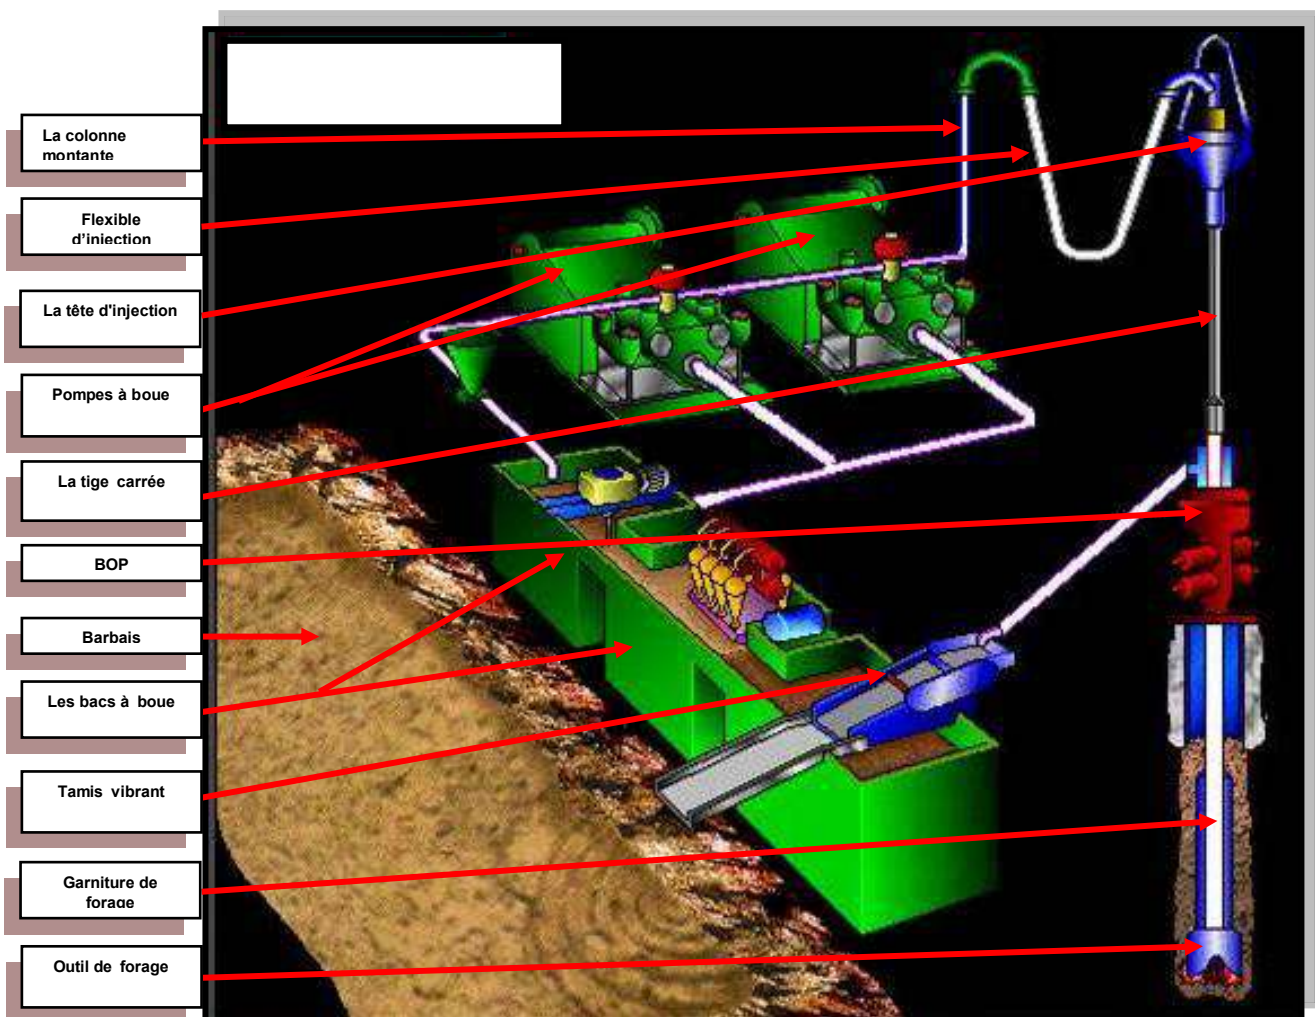 La colonne
montante
Flexible
d'injection
La tête d'injection
Pompes à boue
La tige carrée
BOP
Barbais
Les bacs à boue
Tamis vibrant
Garniture de
forage
Outil de forage